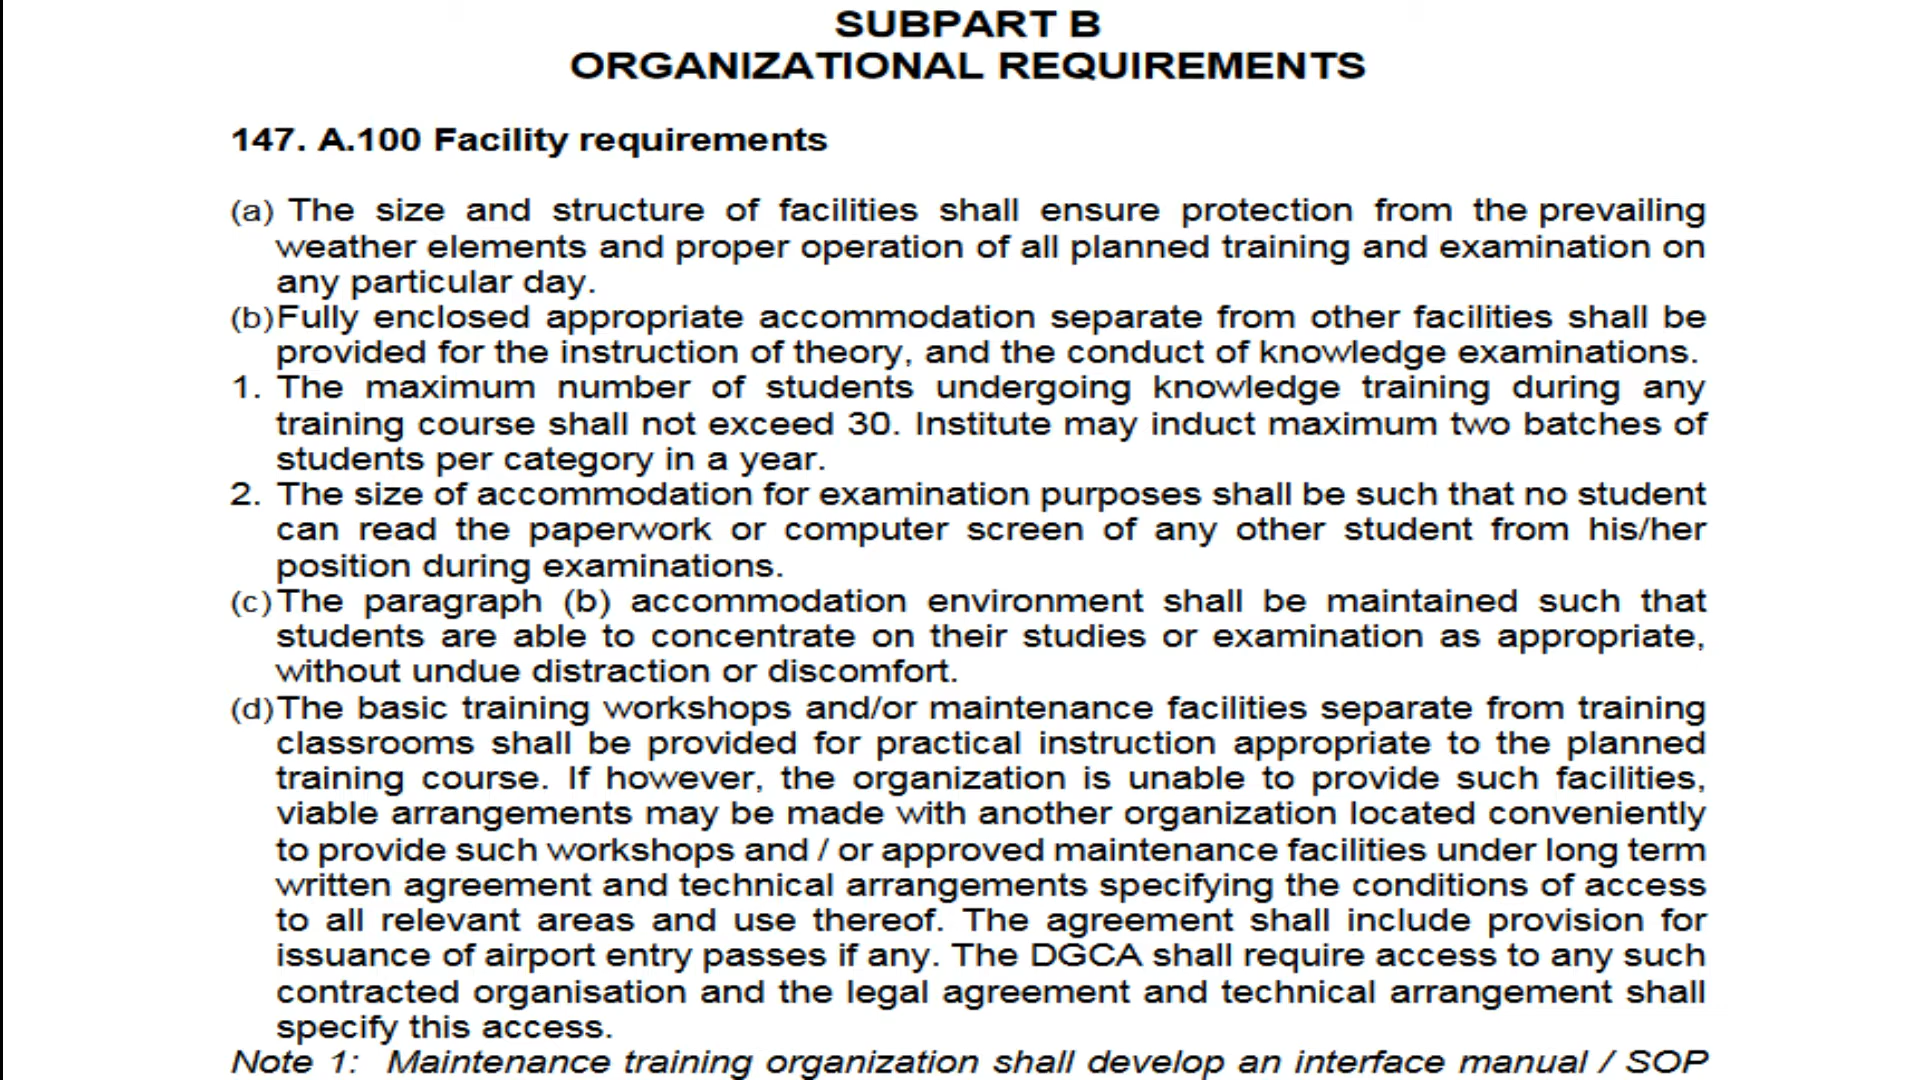 SUBPART B
ORGANIZATIONAL REQUIREMENTS
147. A.100 Facility requirements
(a) The size and structure of facilities shall ensure protection from the prevailing
weather elements and proper operation of all planned training and examination on
any particular day.
(b) Fully enclosed appropriate accommodation separate from other facilities shall be
provided for the instruction of theory, and the conduct of knowledge examinations.
1. The maximum number of students undergoing knowledge training during any
training course shall not exceed 30. Institute may induct maximum two batches of
students per category in a year.
2. The size of accommodation for examination purposes shall be such that no student
can read the paperwork or computer screen of any other student from his/her
position during examinations.
(c) The paragraph (b) accommodation environment shall be maintained such that
students are able to concentrate on their studies or examination as appropriate,
without undue distraction or discomfort.
(d) The basic training workshops and/or maintenance facilities separate from training
classrooms shall be provided for practical instruction appropriate to the planned
training course. If however, the organization is unable to provide such facilities,
viable arrangements may be made with another organization located conveniently
to provide such workshops and / or approved maintenance facilities under long term
written agreement and technical arrangements specifying the conditions of access
to all relevant areas and use thereof. The agreement shall include provision for
issuance of airport entry passes if any. The DGCA shall require access to any such
contracted organisation and the legal agreement and technical arrangement shall
specify this access.
Note 1: Maintenance training organization shall develop an interface manual / SOP